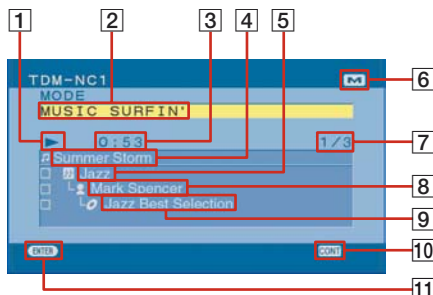 1 2 3 4 5
TDM-NC1
M 6
MODE
MUSIC SURFIN'
0:53 1/3 7
Summer Storm
Jazz
Mark Spencer 8
Jazz Best Selection 9
ENTER CONT 10
11